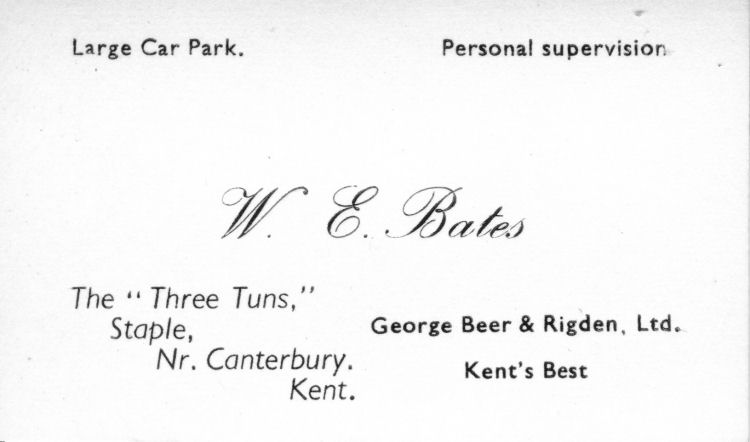 Large Car Park. Personal supervision
W. E. Bates
The “ Three Tuns,”
Staple,
Nr. Canterbury.
Kent.
George Beer & Rigden, Ltd.
Kent's Best